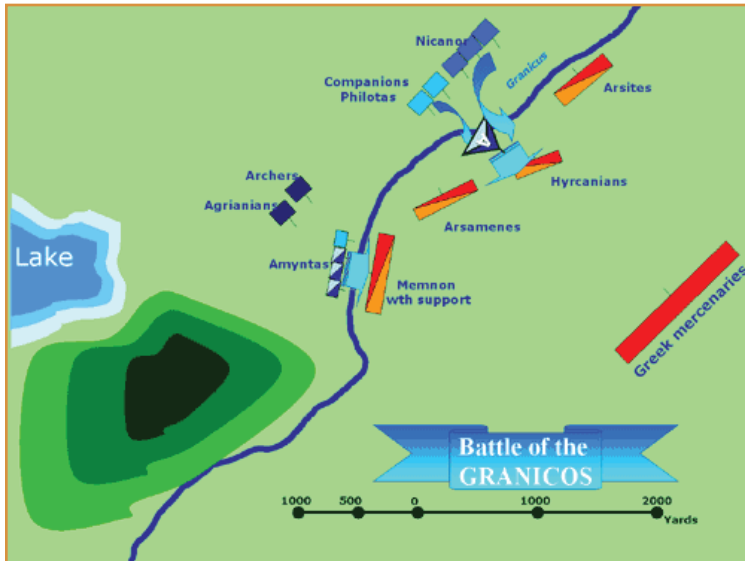 Nicanor
Granicus
Companions
Philotas
Arsites
Archers
Hyrcanians
Agrianians
Arsamenes
Lake
Amyntas
Memnon
wth support
Greek mercenaries
Battle of the
GRANICOS
1000 500 0 1000 2000
Yards